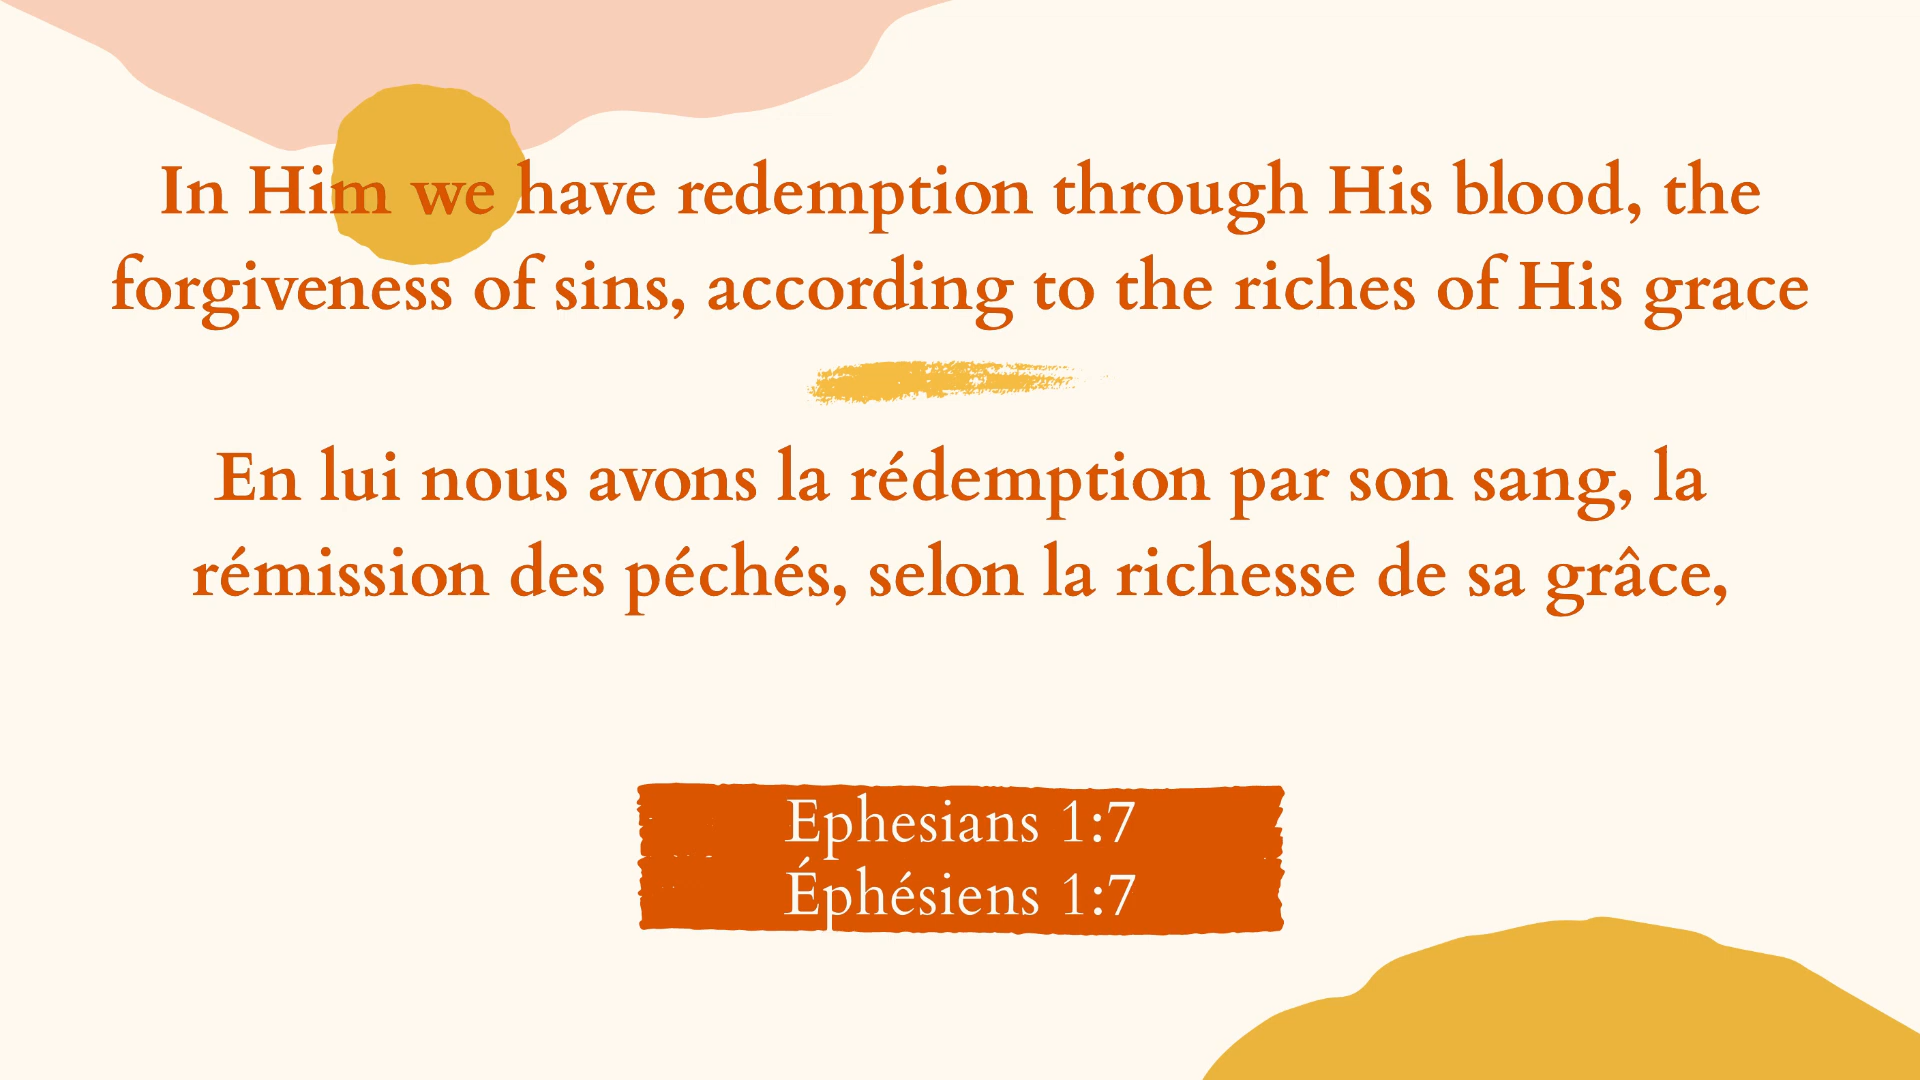 In Him we have redemption through His blood, the
forgiveness of sins, according to the riches of His grace
En lui nous avons la rédemption par son sang, la
rémission des péchés, selon la richesse de sa grâce,
Ephesians 1:7
Éphésiens 1:7